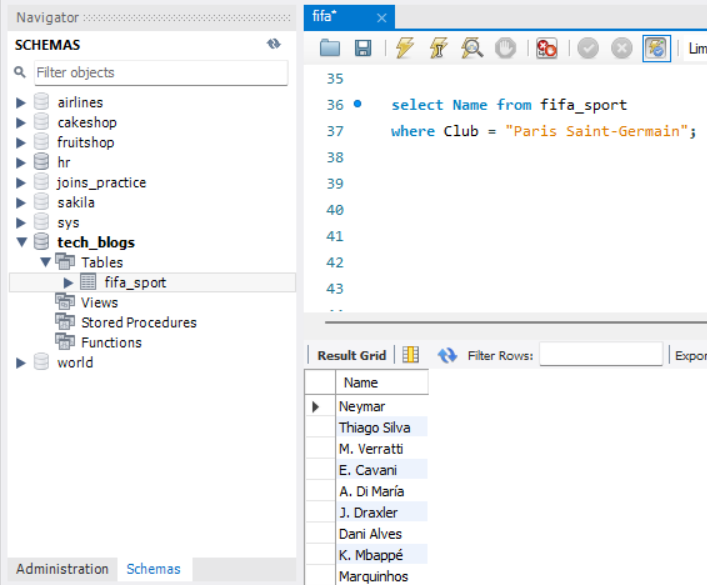 Navigator
SCHEMAS
Filter objects
airlines
cakeshop
fruitshop
hr
joins_practice
sakila
sys
tech_blogs
Tables
fifa_sport
Views
Stored Procedures
Functions
world
Administration Schemas
fifa*
Lim
35
36 select Name from fifa_sport
37 where Club = "Paris Saint-Germain";
38
39
40
41
42
43
Result Grid Filter Rows: Expor
Name
Neymar
Thiago Silva
M. Verratti
E. Cavani
A. Di María
J. Draxler
Dani Alves
K. Mbappé
Marquinhos